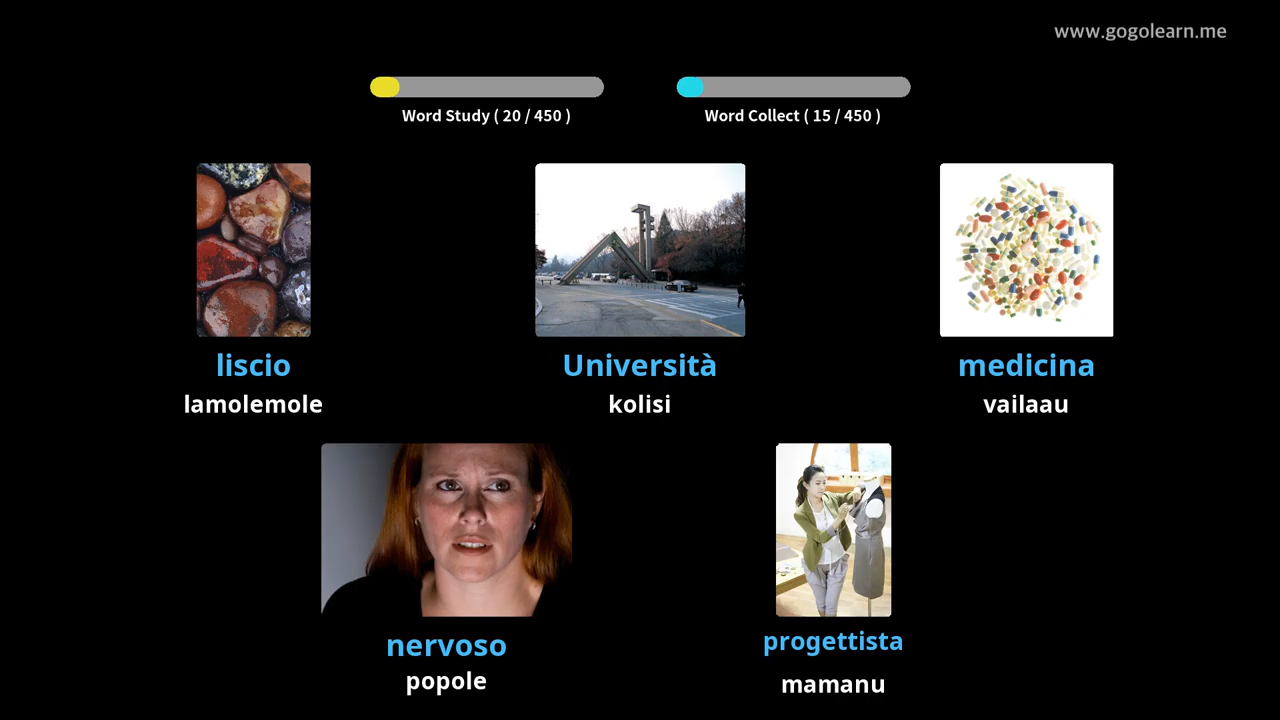 www.gogolearn.me
Word Study ( 20 / 450 )
Word Collect ( 15 / 450 )
liscio
lamolemole
Università
kolisi
medicina
vailaau
nervoso
popole
progettista
mamanu